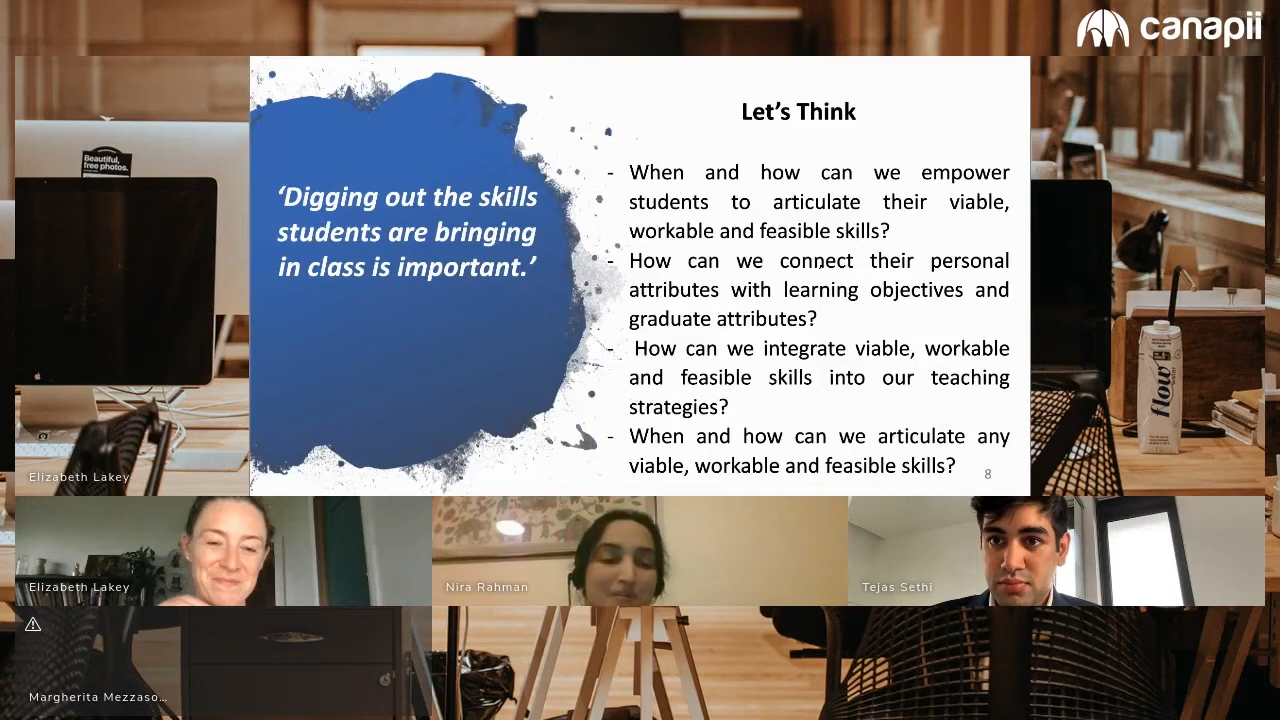 canapii
Beautiful,
free photos.
Let's Think
'Digging out the skills
students are bringing
in class is important.'
- When and how can we empower
students to articulate their viable,
workable and feasible skills?
- How can we connect their personal
attributes with learning objectives and
graduate attributes?
- How can we integrate viable, workable
and feasible skills into our teaching
strategies?
- When and how can we articulate any
viable, workable and feasible skills?
8
flow
Elizabeth Lakey
Elizabeth Lakey
Nira Rahman
Tejas Sethi
Margherita Mezzaso...